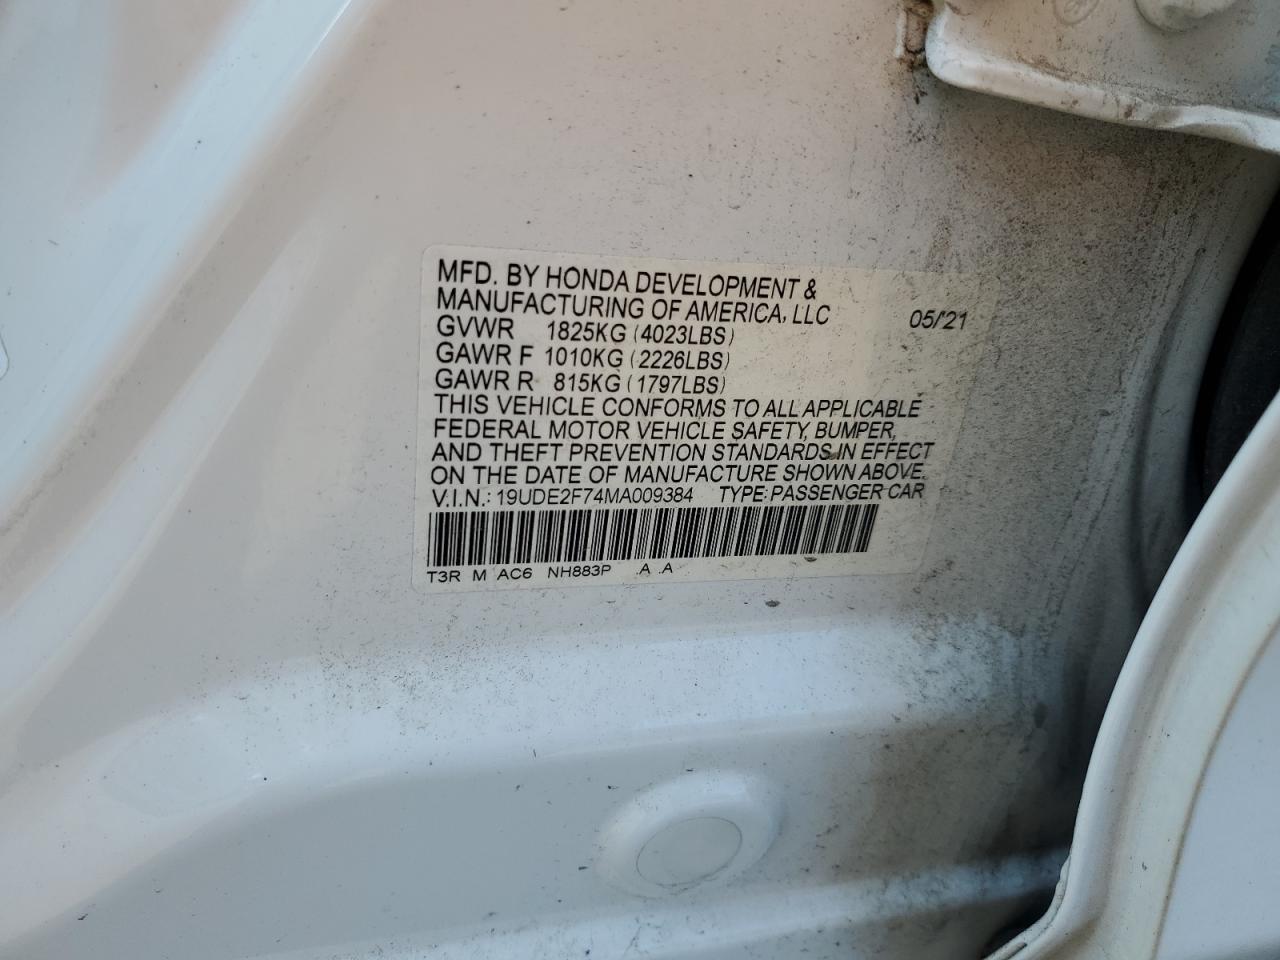 MFD. BY HONDA DEVELOPMENT &
MANUFACTURING OF AMERICA, LLC 05/'21
GVWR 1825KG (4023LBS)
GAWR F 1010KG (2226LBS)
GAWR R 815KG (1797LBS)
THIS VEHICLE CONFORMS TO ALL APPLICABLE
FEDERAL MOTOR VEHICLE SAFETY, BUMPER,
AND THEFT PREVENTION STANDARDS IN EFFECT
ON THE DATE OF MANUFACTURE SHOWN ABOVE.
V.I.N.: 19UDE2F74MA009384 TYPE: PASSENGER CAR
T3R M AC6 NH883P .A .A